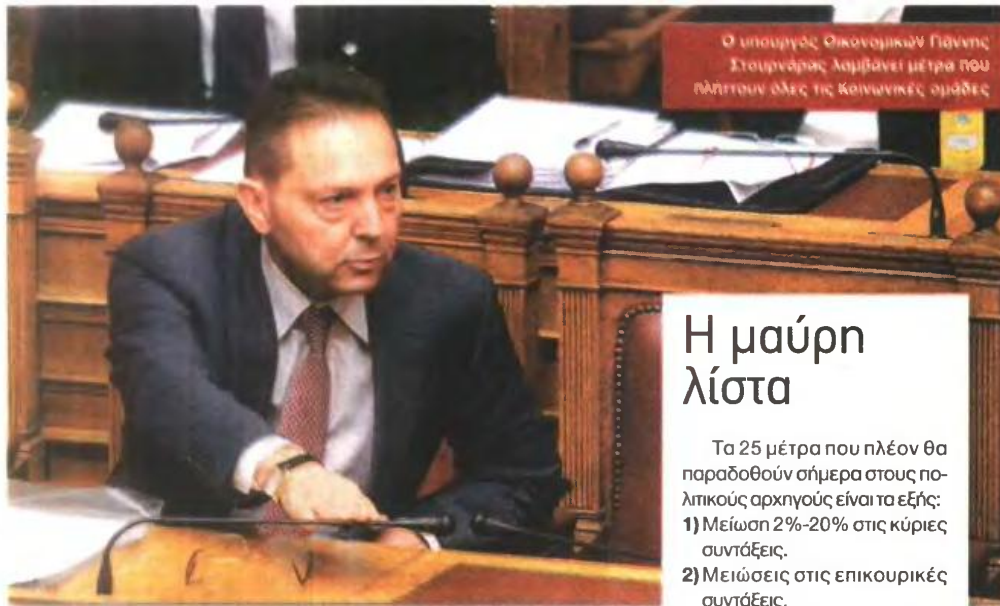 Ο υπουργός Οικονομικών Γιάννης
Στουρνάρας λαμβάνει μέτρα που
πλήττουν όλες τις κοινωνικές ομάδες
Η μαύρη
λίστα
Τα 25 μέτρα που πλέον θα
παραδοθούν σήμερα στους πο-
λιτικούς αρχηγούς είναι τα εξής:
1) Μείωση 2%-20% στις κύριες
συντάξεις.
2) Μειώσεις στις επικουρικές
συντάξεις.